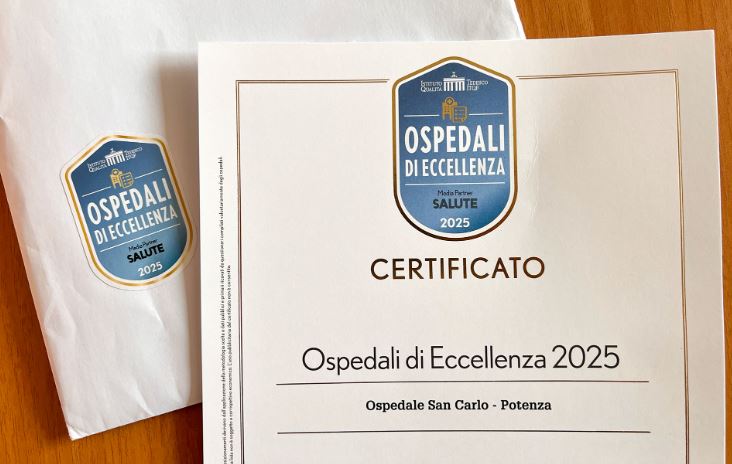 ISTITUTO TEDESCO
QUALITÀ ITQF
OSPEDALI
DI ECCELLENZA
Media Partner
SALUTE
2025
ISTITUTO TEDESCO
QUALITÀ ITQF
OSPEDALI
DI ECCELLENZA
Media Partner
SALUTE
2025
CERTIFICATO
Ospedali di Eccellenza 2025
Ospedale San Carlo - Potenza